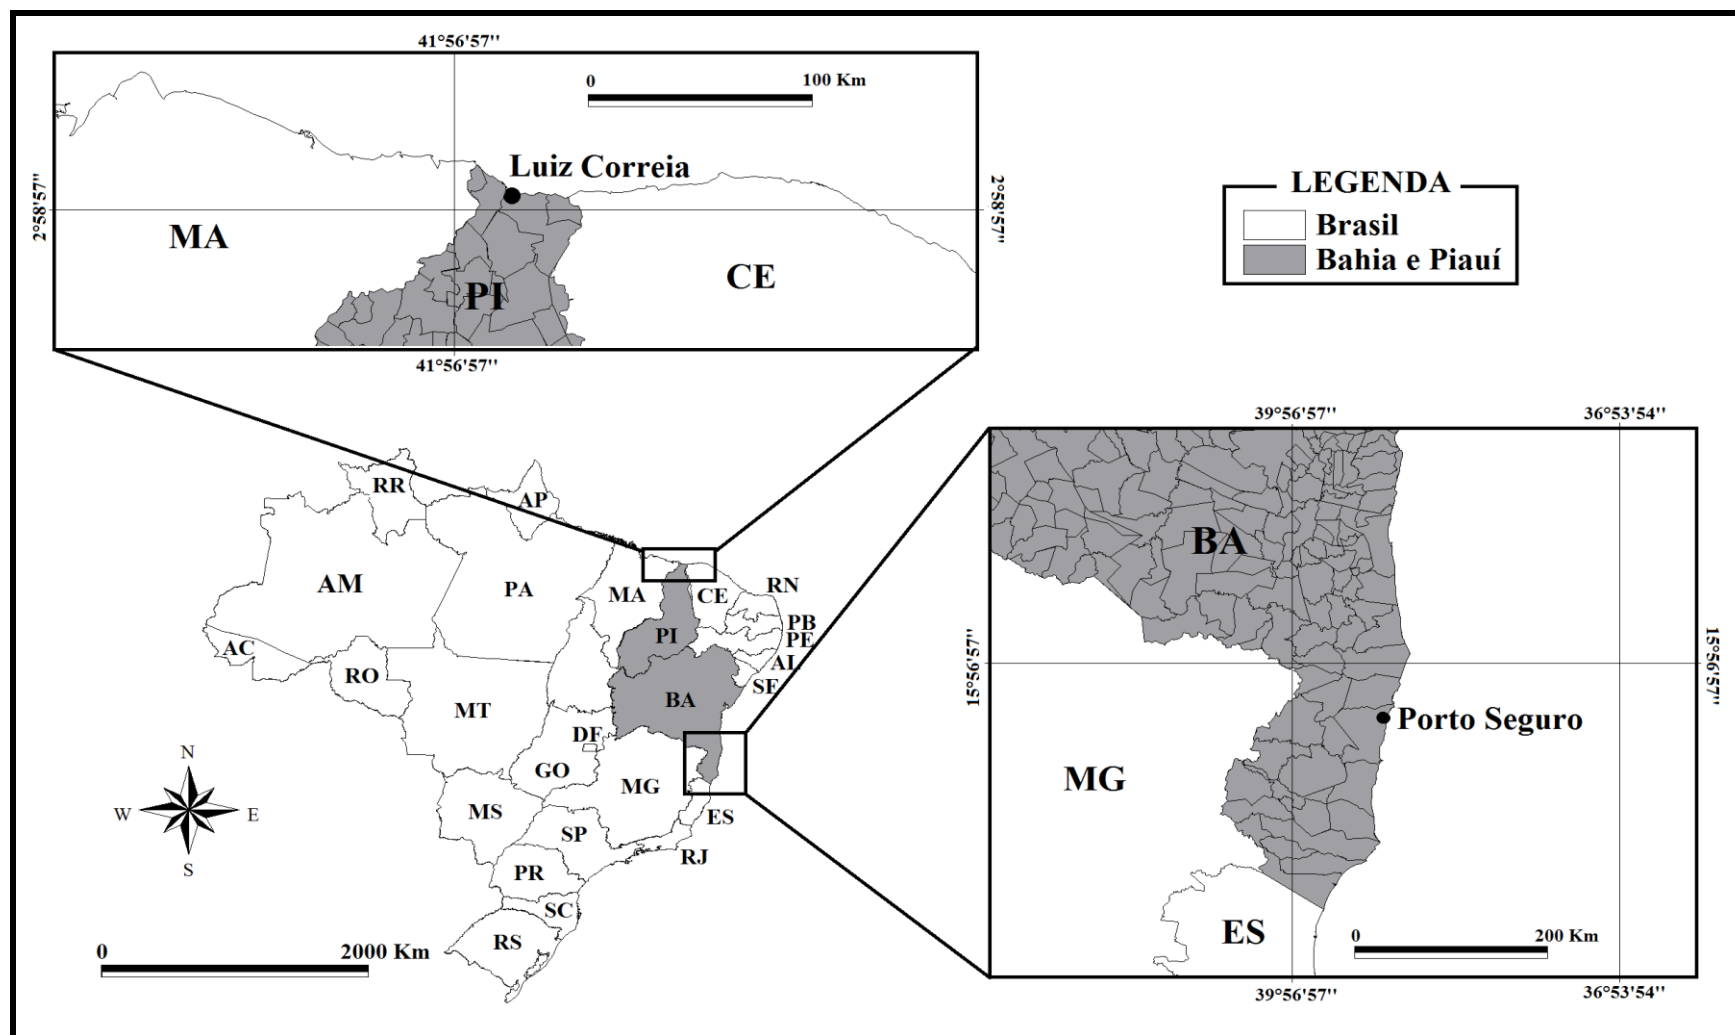 41°56'57''
0 100 Km
Luiz Correia
2°58'57''
2°58'57''
MA
CE
PI
41°56'57''
LEGENDA
Brasil
Bahia e Piauí
39°56'57'' 36°53'54''
BA
15°56'57''
15°56'57''
Porto Seguro
MG
ES
0 200 Km
39°56'57'' 36°53'54''
RR
AP
AM
PA
MA
CE
RN
PB
PE
PI
AL
SE
AC
RO
MT
BA
DF
GO
MG
MS
ES
SP
RJ
PR
SC
RS
N
W E
S
0 2000 Km